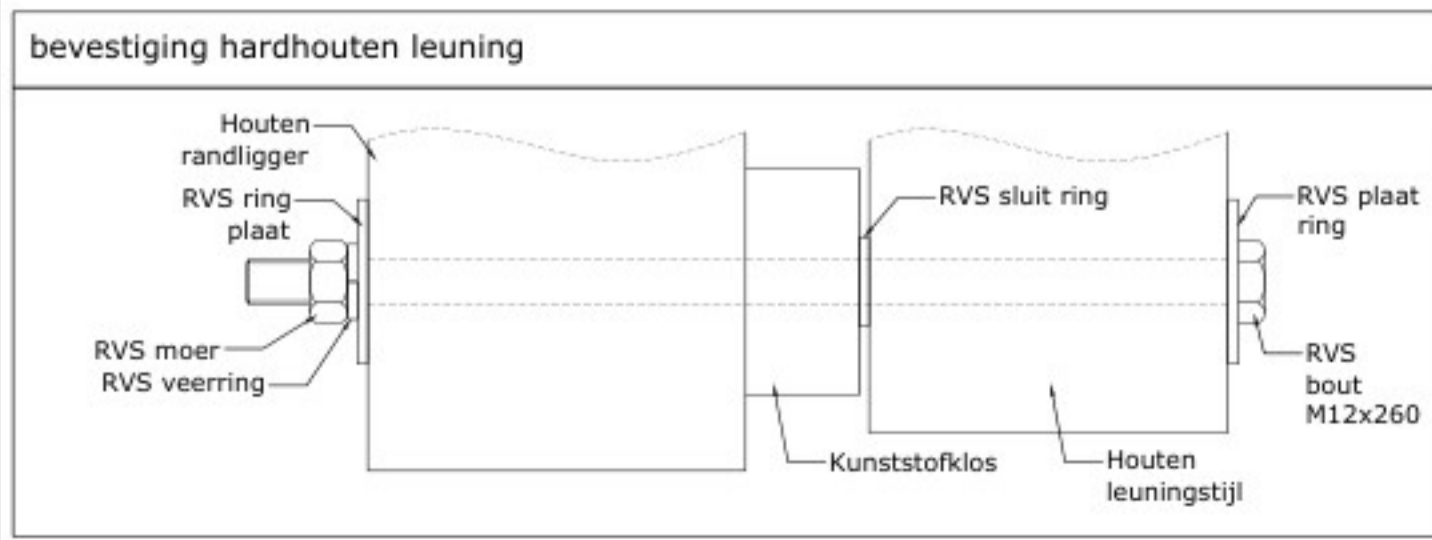 bevestiging hardhouten leuning
Houten
randligger
RVS ring
plaat
RVS moer
RVS veerring
RVS sluit ring
RVS plaat
ring
RVS
bout
M12x260
Kunststofklos
Houten
leuningstijl